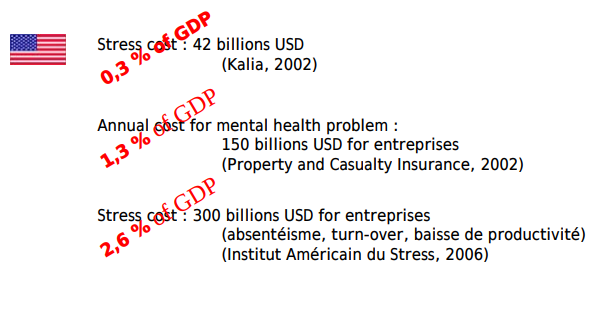 Stress cost : 42 billions USD
(Kalia, 2002)
0,3 % of GDP
Annual cost for mental health problem :
150 billions USD for entreprises
(Property and Casualty Insurance, 2002)
1,3 % of GDP
Stress cost : 300 billions USD for entreprises
(absentéisme, turn-over, baisse de productivité)
(Institut Américain du Stress, 2006)
2,6 % of GDP